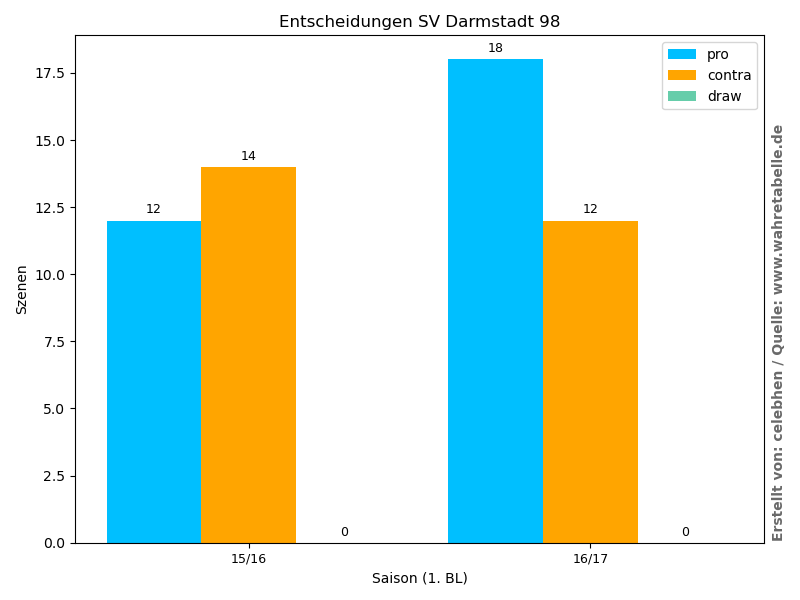 Entscheidungen SV Darmstadt 98
pro
contra
draw
17.5
15.0
12.5
10.0
7.5
5.0
2.5
0.0
Szenen
12
14
0
18
12
0
15/16
16/17
Saison (1. BL)
Erstellt von: celebhen / Quelle: www.wahretabelle.de